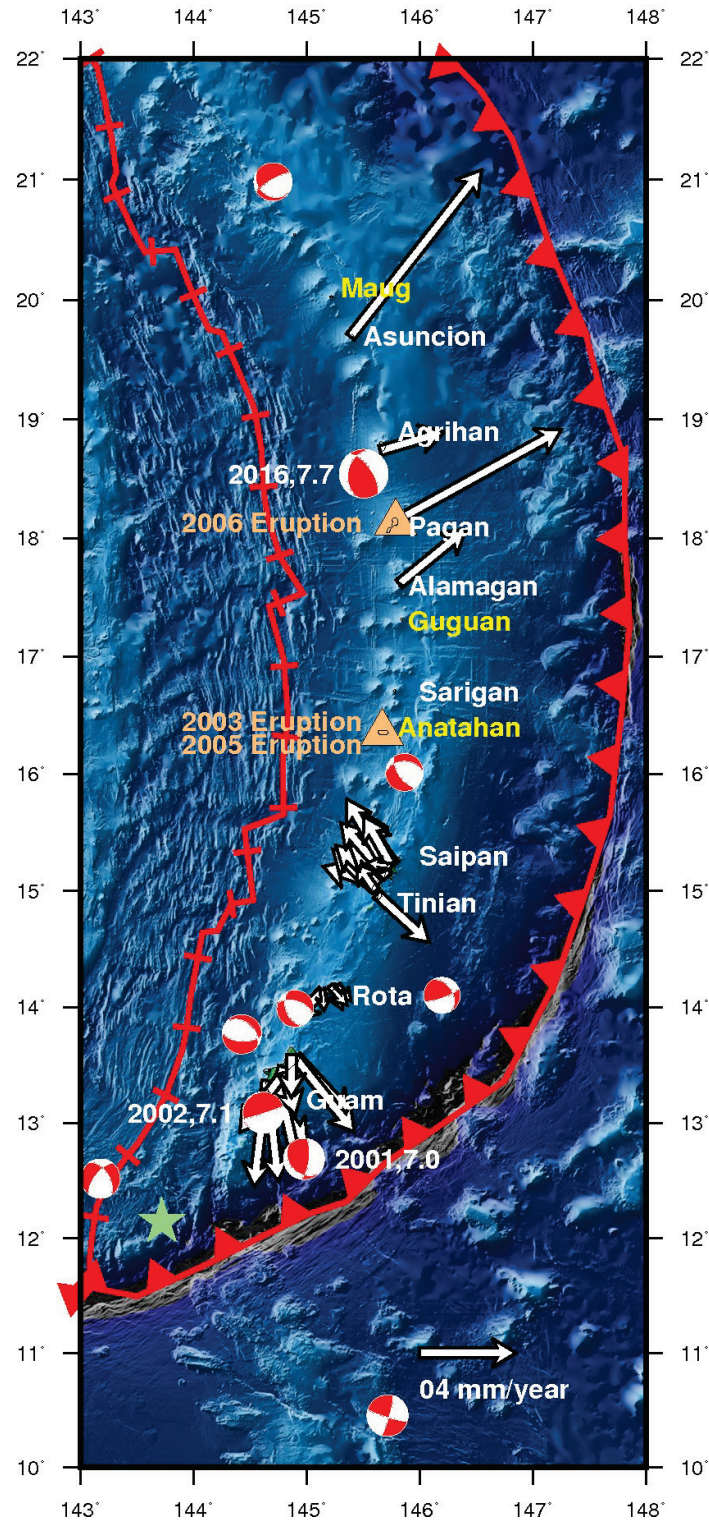 143° 144° 145° 146° 147° 148°
22° 22°
21° 21°
Maug
20° 20°
Asuncion
19° 19°
Agrihan
2016,7.7
2006 Eruption Pagan
18° 18°
Alamagan
Guguan
17° 17°
Sarigan
2003 Eruption Anatahan
2005 Eruption
16° 16°
Saipan
15° 15°
Tinian
14° Rota 14°
13° Guam 13°
2002,7.1
2001,7.0
12° 12°
11° 11°
04 mm/year
10° 10°
143° 144° 145° 146° 147° 148°